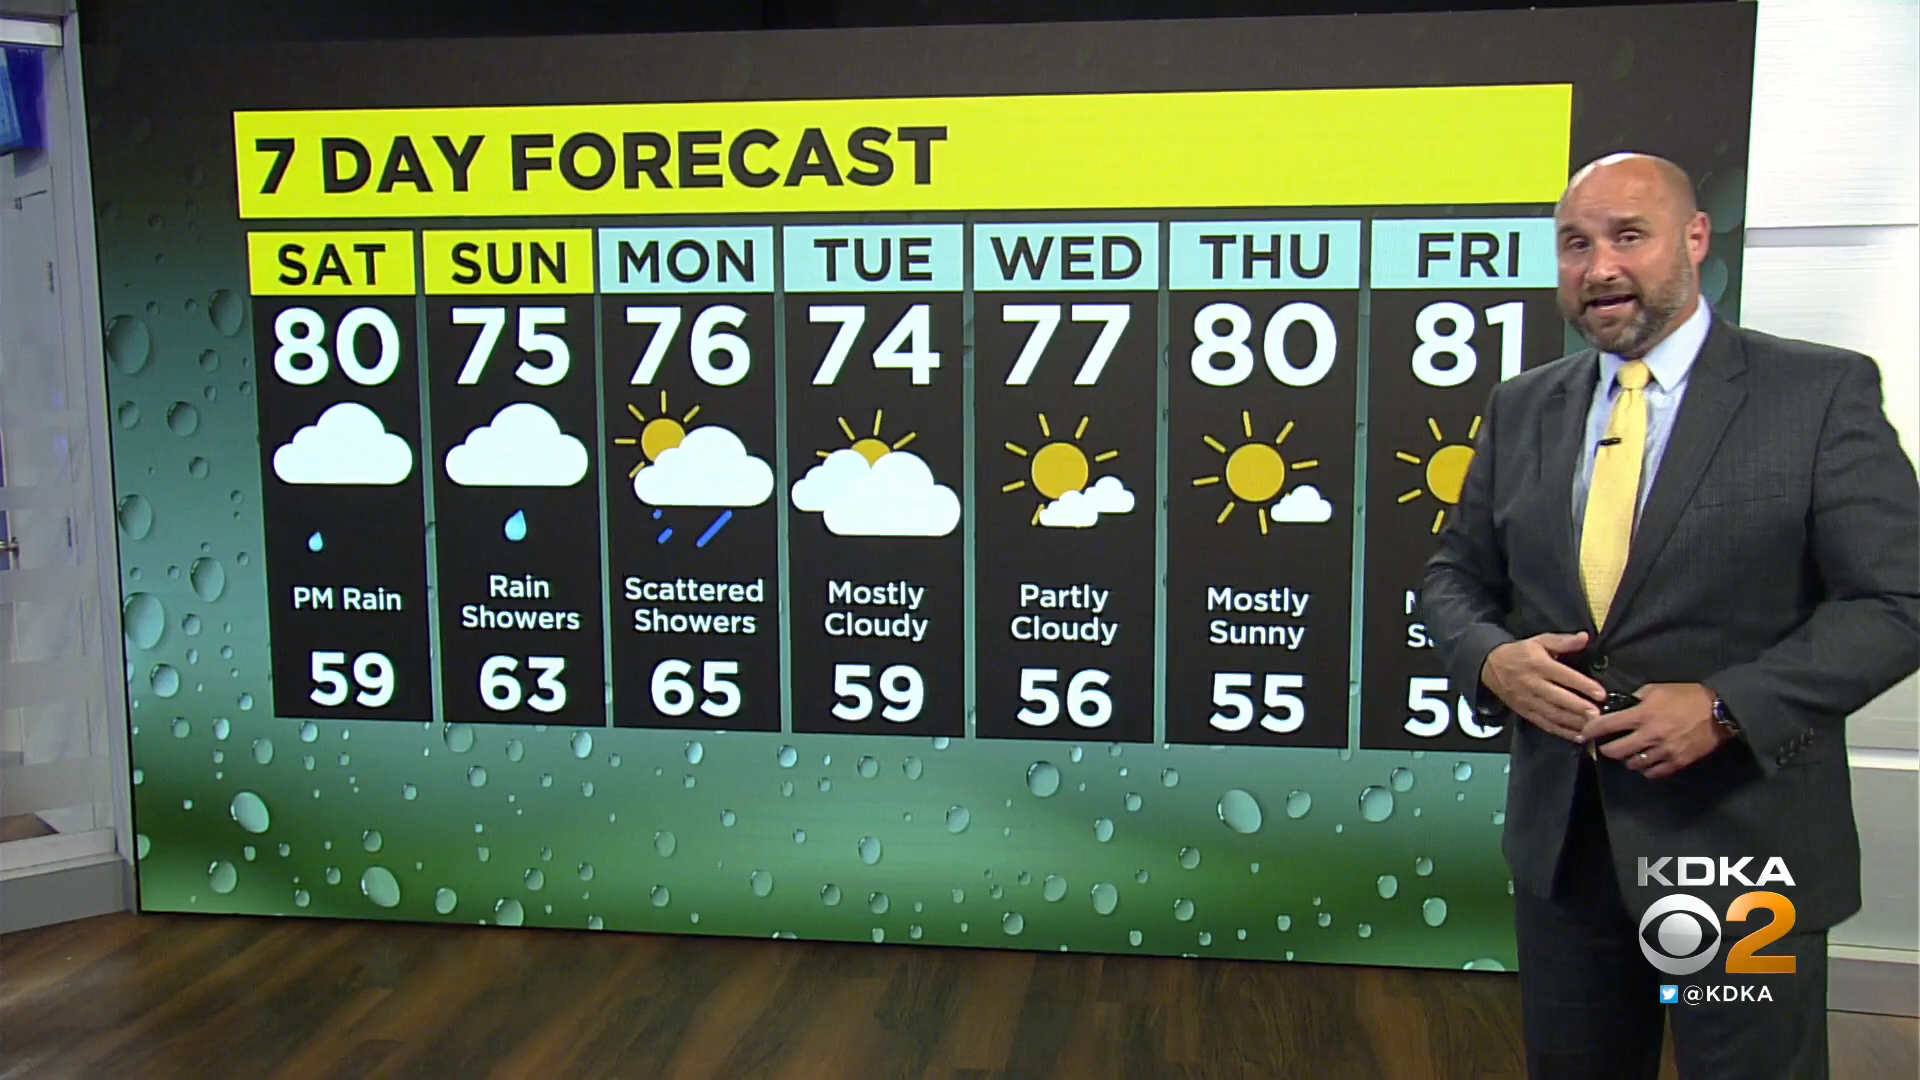 7 DAY FORECAST
SAT SUN MON TUE WED THU FRI
80 75 76 74 77 80 81
PM Rain
Rain
Showers
Scattered
Showers
Mostly
Cloudy
Partly
Cloudy
Mostly
Sunny
59 63 65 59 56 55
KDKA
2
@KDKA